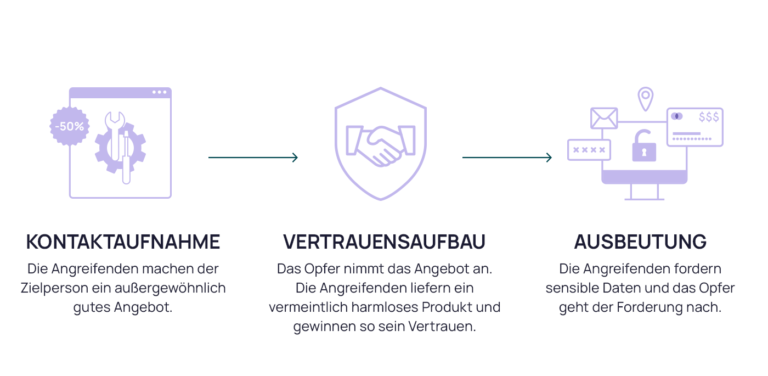 -50%
$$$
××××
KONTAKTAUFNAHME
Die Angreifenden machen der
Zielperson ein außergewöhnlich
gutes Angebot.
VERTRAUENSAUFBAU
Das Opfer nimmt das Angebot an.
Die Angreifenden liefern ein
vermeintlich harmloses Produkt und
gewinnen so sein Vertrauen.
AUSBEUTUNG
Die Angreifenden fordern
sensible Daten und das Opfer
geht der Forderung nach.